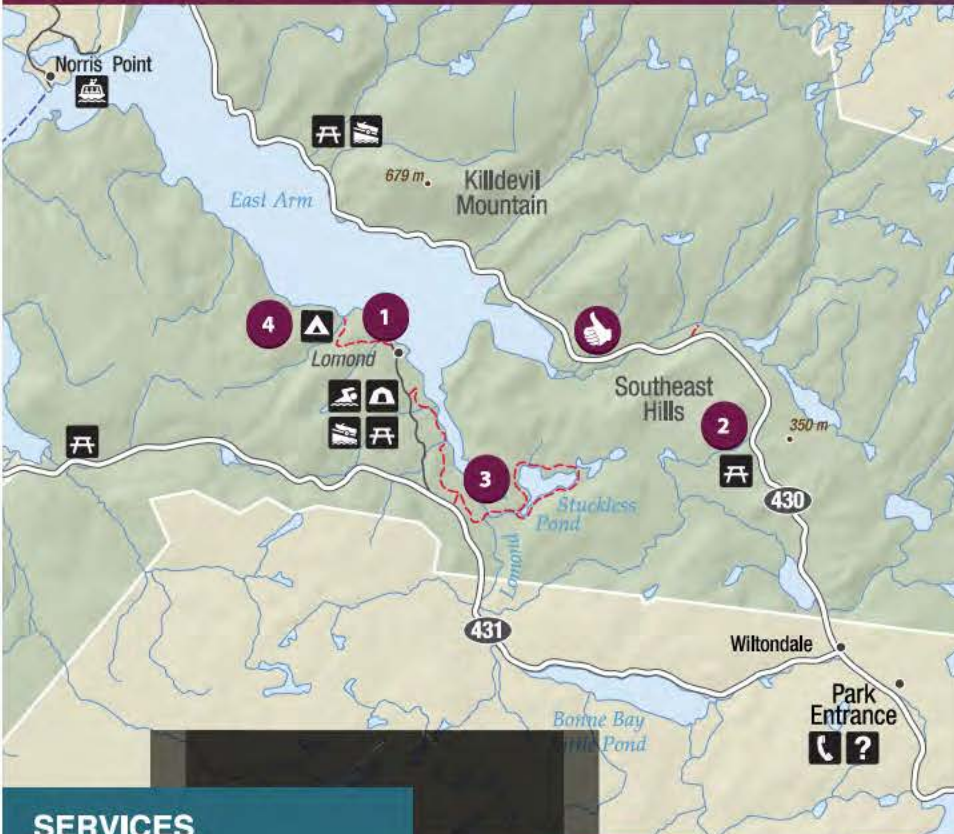 Norris Point
679 m
Killdevil
Mountain
East Arm
4
1
Lomond
Southeast
Hills
2
350 m
3
430
Stuckless
Pond
Lomond
431
Wiltondale
Park
Entrance
?
Bonne Bay
Pond
SERVICES